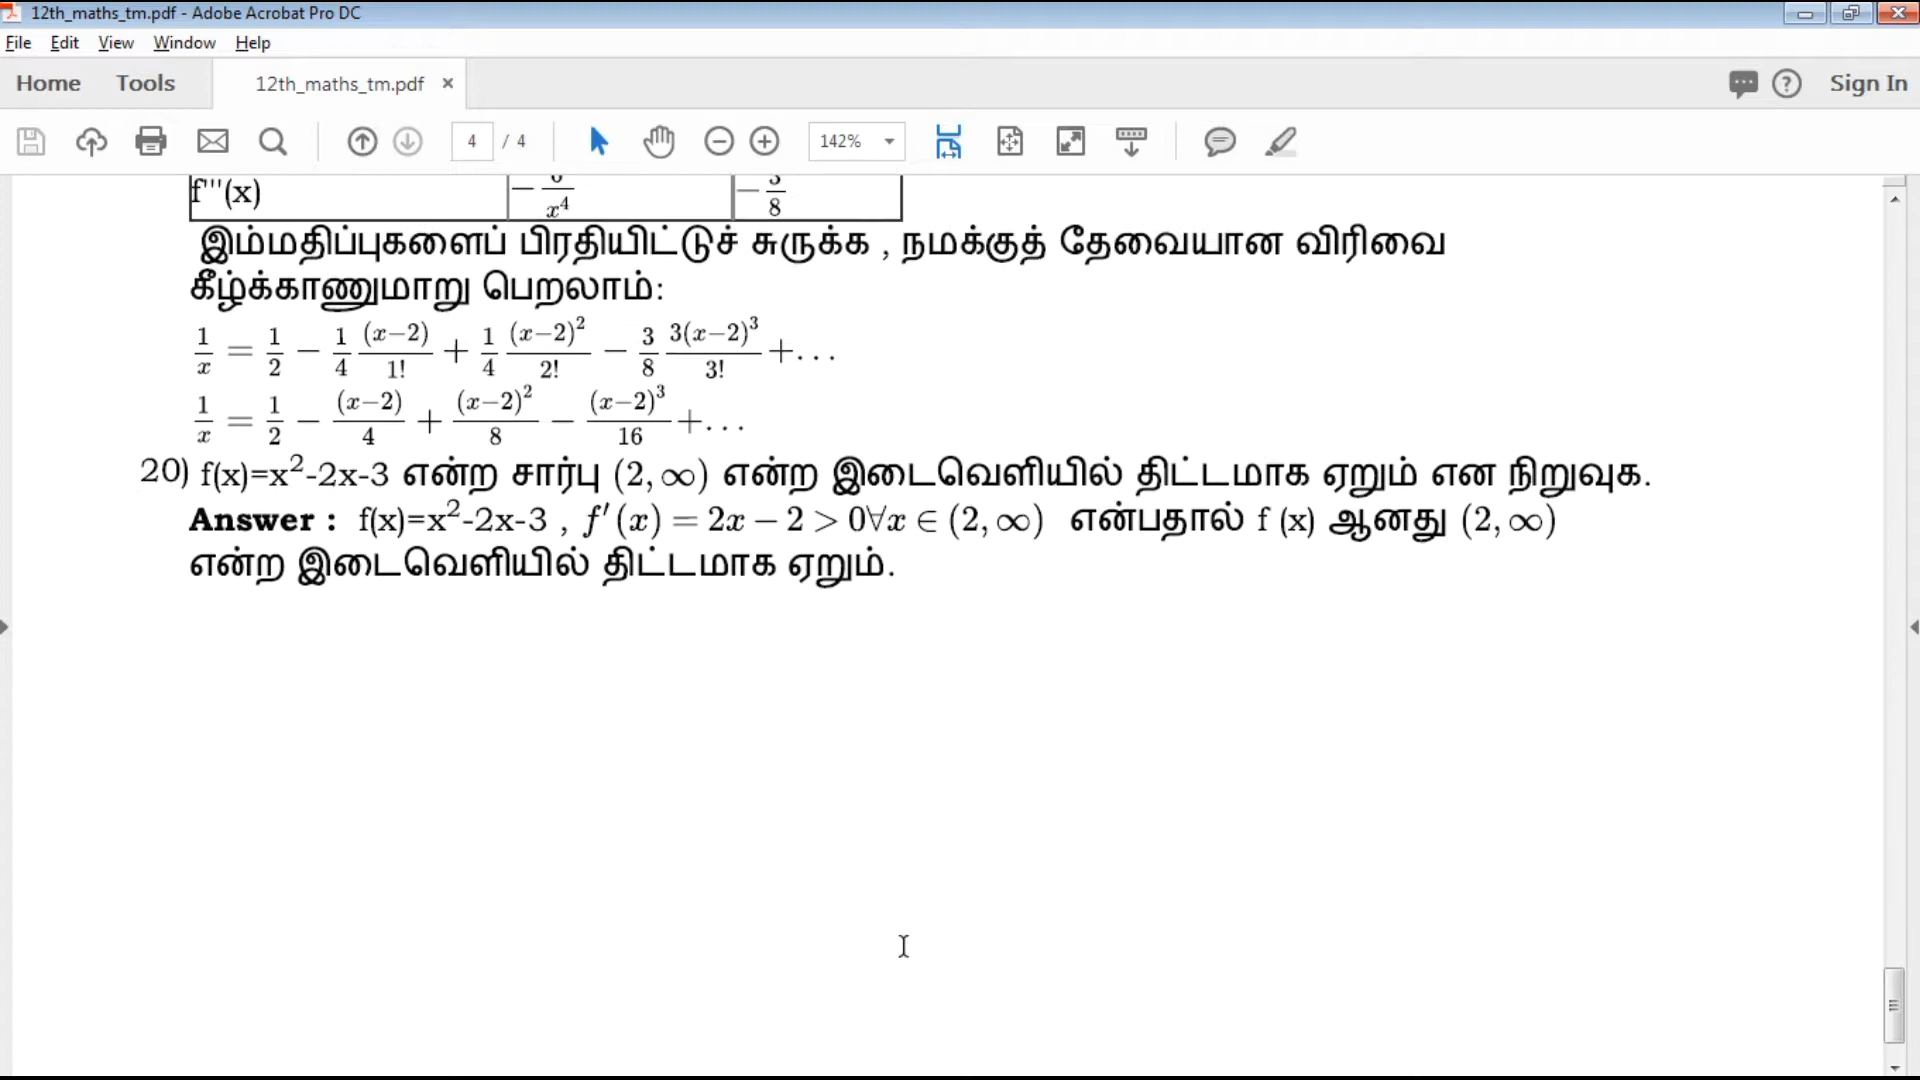 12th_maths_tm.pdf - Adobe Acrobat Pro DC
File Edit View Window Help
Home Tools 12th_maths_tm.pdf × Sign In
4 / 4 142%
f'''(x) −6/x⁴ −3/8
இம்மதிப்புகளைப் பிரதியிட்டுச் சுருக்க , நமக்குத் தேவையான விரிவை
கீழ்க்காணுமாறு பெறலாம்:
1/x = 1/2 − 1/4 (x−2)/1! + 1/4 (x−2)²/2! − 3/8 3(x−2)³/3! +…
1/x = 1/2 − (x−2)/4 + (x−2)²/8 − (x−2)³/16 +…
20) f(x)=x²-2x-3 என்ற சார்பு (2, ∞) என்ற இடைவெளியில் திட்டமாக ஏறும் என நிறுவுக.
Answer : f(x)=x²-2x-3 , f′(x) = 2x − 2 > 0∀x ∈ (2, ∞) என்பதால் f (x) ஆனது (2, ∞)
என்ற இடைவெளியில் திட்டமாக ஏறும்.